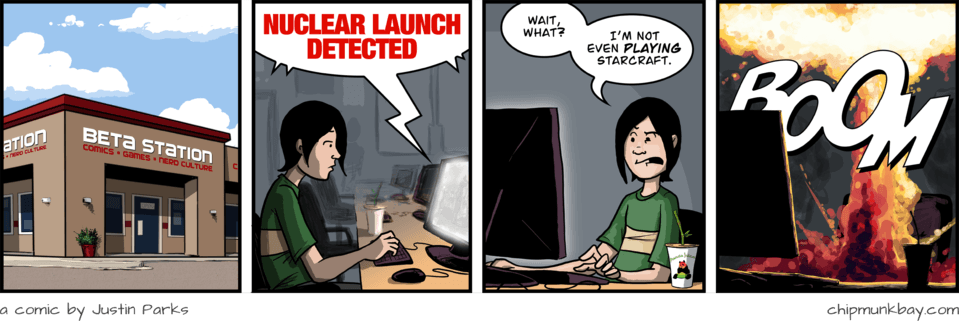 ATION
+ NERD CULTURE
BETA STATION
COMICS + GAMES + NERD CULTURE
NUCLEAR LAUNCH
DETECTED
WAIT,
WHAT?
I'M NOT
EVEN PLAYING
STARCRAFT.
BOOM
a comic by Justin Parks
chipmunkbay.com